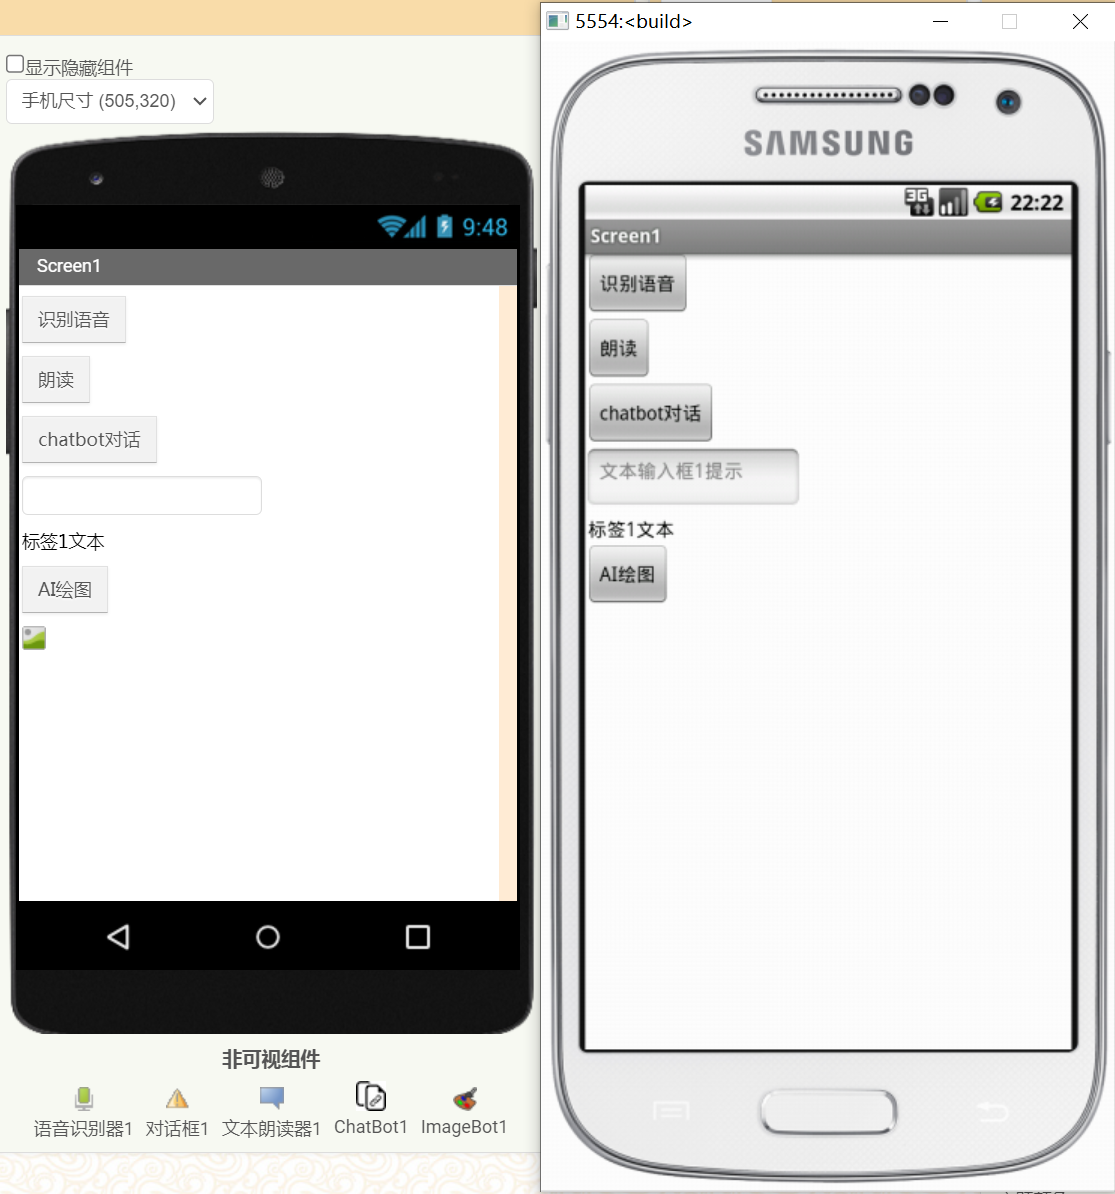 显示隐藏组件
手机尺寸 (505,320)
9:48
Screen1
识别语音
朗读
chatbot对话
标签1文本
AI绘图
非可视组件
语音识别器1 对话框1 文本朗读器1 ChatBot1 ImageBot1
5554:<build>
SAMSUNG
3G 22:22
Screen1
识别语音
朗读
chatbot对话
文本输入框1提示
标签1文本
AI绘图